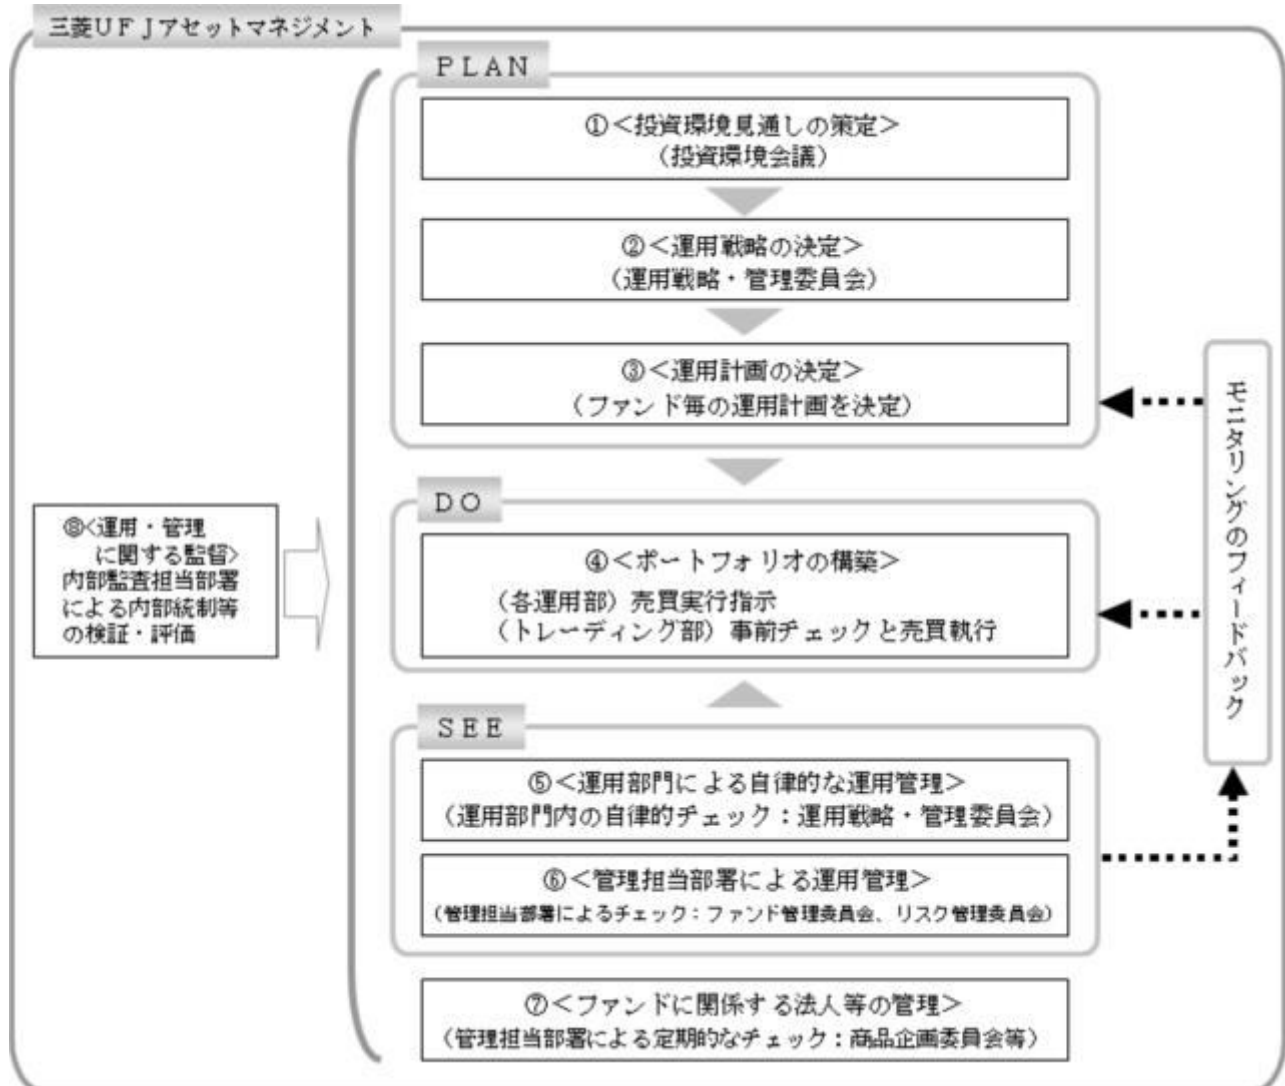 三菱ＵＦＪアセットマネジメント
ＰＬＡＮ
①＜投資環境見通しの策定＞
（投資環境会議）
②＜運用戦略の決定＞
（運用戦略・管理委員会）
③＜運用計画の決定＞
（ファンド毎の運用計画を決定）
ＤＯ
④＜ポートフォリオの構築＞
（各運用部）売買実行指示
（トレーディング部）事前チェックと売買執行
ＳＥＥ
⑤＜運用部門による自律的な運用管理＞
（運用部門内の自律的チェック：運用戦略・管理委員会）
⑥＜管理担当部署による運用管理＞
（管理担当部署によるチェック：ファンド管理委員会、リスク管理委員会）
⑦＜ファンドに関係する法人等の管理＞
（管理担当部署による定期的なチェック：商品企画委員会等）
⑧＜運用・管理
に関する監督＞
内部監査担当部署
による内部統制等
の検証・評価
モニタリングのフィードバック